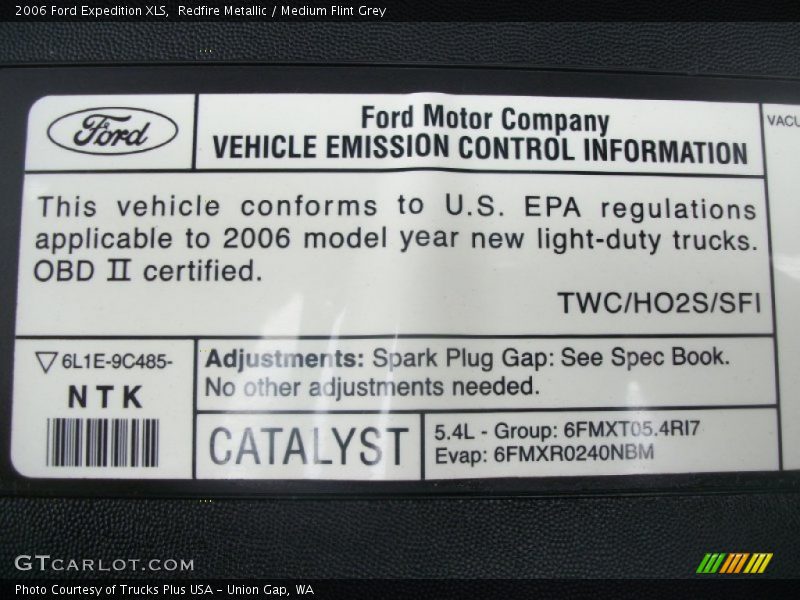 2006 Ford Expedition XLS,  Redfire Metallic / Medium Flint Grey
Ford
Ford Motor Company
VEHICLE EMISSION CONTROL INFORMATION
VACU
This vehicle conforms to U.S. EPA regulations
applicable to 2006 model year new light-duty trucks.
OBD II certified.
TWC/HO2S/SFI
6L1E-9C485-
NTK
Adjustments: Spark Plug Gap: See Spec Book.
No other adjustments needed.
CATALYST
5.4L - Group: 6FMXT05.4RI7
Evap: 6FMXR0240NBM
GTCARLOT.COM
Photo Courtesy of Trucks Plus USA - Union Gap, WA